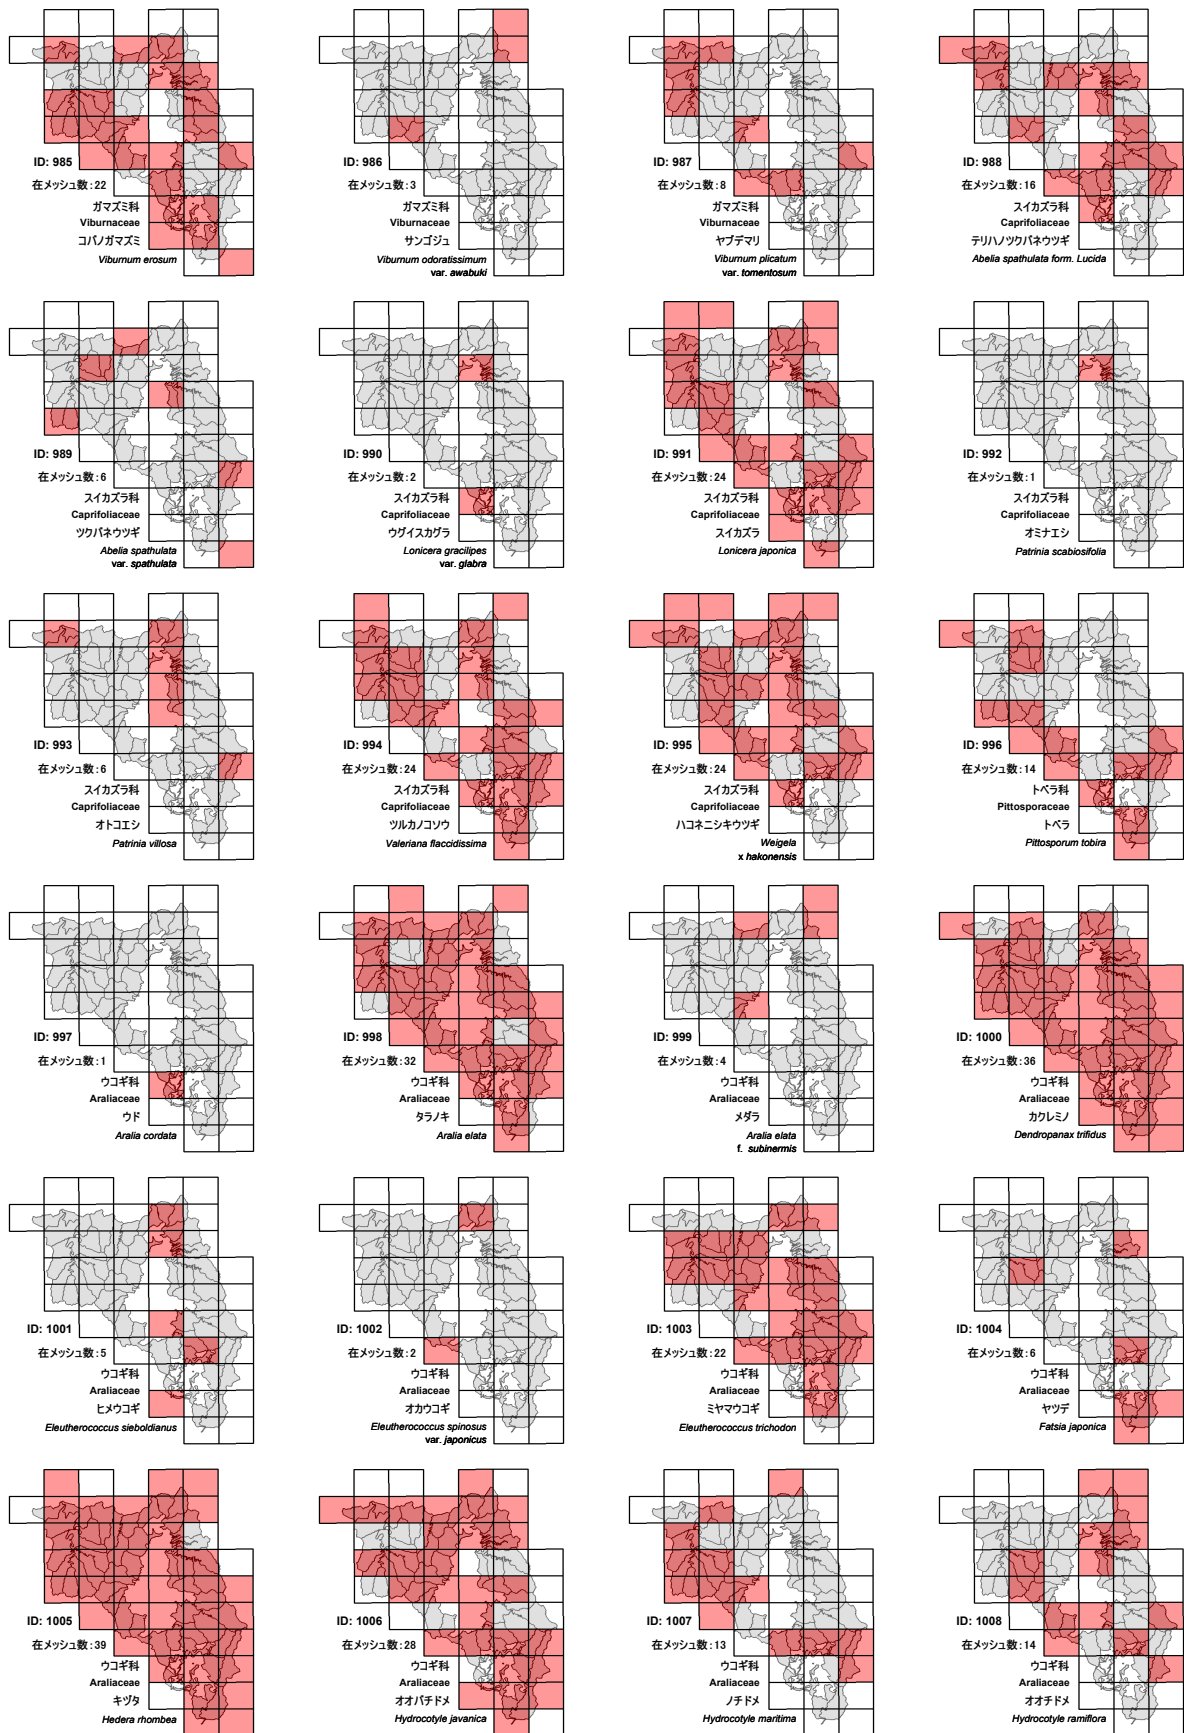 ID: 985
在メッシュ数:22
ガマズミ科
Viburnaceae
コバノガマズミ
Viburnum erosum
ID: 986
在メッシュ数:3
ガマズミ科
Viburnaceae
サンゴジュ
Viburnum odoratissimum
var. awabuki
ID: 987
在メッシュ数:8
ガマズミ科
Viburnaceae
ヤブデマリ
Viburnum plicatum
var. tomentosum
ID: 988
在メッシュ数:16
スイカズラ科
Caprifoliaceae
テリハノツクバネウツギ
Abelia spathulata form. Lucida
ID: 989
在メッシュ数:6
スイカズラ科
Caprifoliaceae
ツクバネウツギ
Abelia spathulata
var. spathulata
ID: 990
在メッシュ数:2
スイカズラ科
Caprifoliaceae
ウグイスカグラ
Lonicera gracilipes
var. glabra
ID: 991
在メッシュ数:24
スイカズラ科
Caprifoliaceae
スイカズラ
Lonicera japonica
ID: 992
在メッシュ数:1
スイカズラ科
Caprifoliaceae
オミナエシ
Patrinia scabiosifolia
ID: 993
在メッシュ数:6
スイカズラ科
Caprifoliaceae
オトコエシ
Patrinia villosa
ID: 994
在メッシュ数:24
スイカズラ科
Caprifoliaceae
ツルカノコソウ
Valeriana flaccidissima
ID: 995
在メッシュ数:24
スイカズラ科
Caprifoliaceae
ハコネニシキウツギ
Weigela
x hakonensis
ID: 996
在メッシュ数:14
トベラ科
Pittosporaceae
トベラ
Pittosporum tobira
ID: 997
在メッシュ数:1
ウコギ科
Araliaceae
ウド
Aralia cordata
ID: 998
在メッシュ数:32
ウコギ科
Araliaceae
タラノキ
Aralia elata
ID: 999
在メッシュ数:4
ウコギ科
Araliaceae
メダラ
Aralia elata
f. subinermis
ID: 1000
在メッシュ数:36
ウコギ科
Araliaceae
カクレミノ
Dendropanax trifidus
ID: 1001
在メッシュ数:5
ウコギ科
Araliaceae
ヒメウコギ
Eleutherococcus sieboldianus
ID: 1002
在メッシュ数:2
ウコギ科
Araliaceae
オカウコギ
Eleutherococcus spinosus
var. japonicus
ID: 1003
在メッシュ数:22
ウコギ科
Araliaceae
ミヤマウコギ
Eleutherococcus trichodon
ID: 1004
在メッシュ数:6
ウコギ科
Araliaceae
ヤツデ
Fatsia japonica
ID: 1005
在メッシュ数:39
ウコギ科
Araliaceae
キヅタ
Hedera rhombea
ID: 1006
在メッシュ数:28
ウコギ科
Araliaceae
オオバチドメ
Hydrocotyle javanica
ID: 1007
在メッシュ数:13
ウコギ科
Araliaceae
ノチドメ
Hydrocotyle maritima
ID: 1008
在メッシュ数:14
ウコギ科
Araliaceae
オオチドメ
Hydrocotyle ramiflora